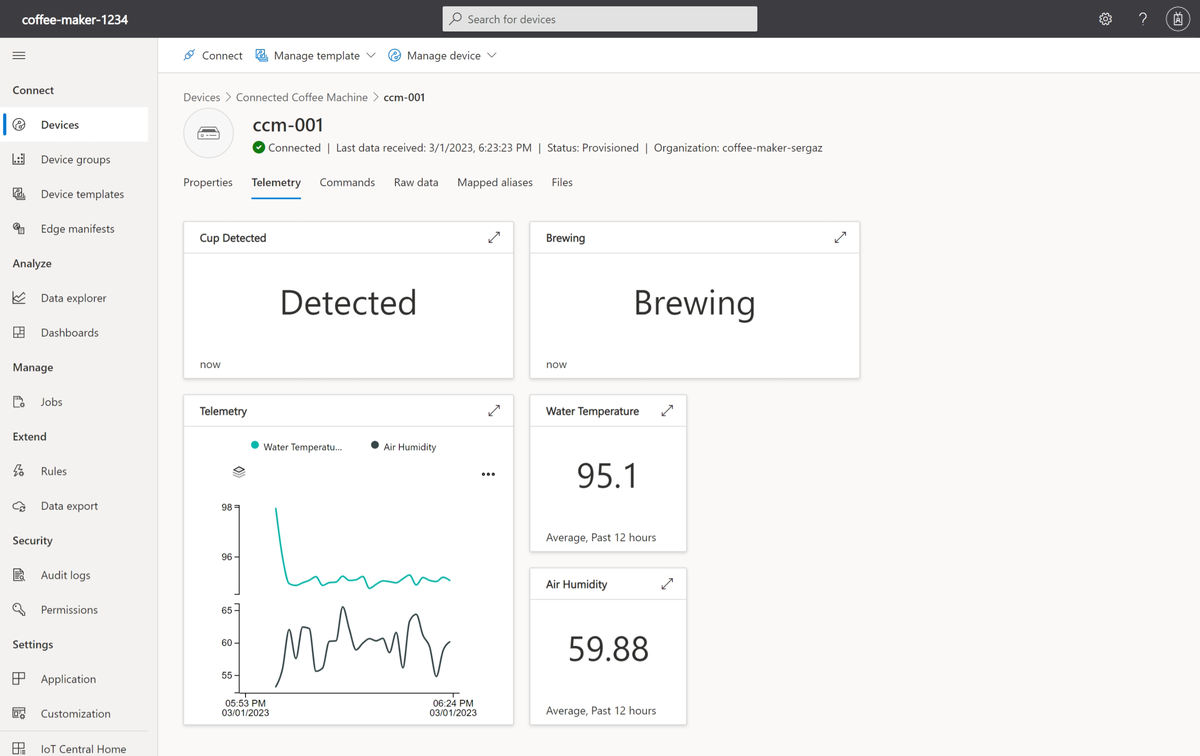 coffee-maker-1234
Search for devices
Connect
Manage template
Manage device
Connect
Devices
Device groups
Device templates
Edge manifests
Analyze
Data explorer
Dashboards
Manage
Jobs
Extend
Rules
Data export
Security
Audit logs
Permissions
Settings
Application
Customization
IoT Central Home
Devices > Connected Coffee Machine > ccm-001
ccm-001
Connected | Last data received: 3/1/2023, 6:23:23 PM | Status: Provisioned | Organization: coffee-maker-sergaz
Properties Telemetry Commands Raw data Mapped aliases Files
Cup Detected
Detected
now
Brewing
Brewing
now
Telemetry
Water Temperatu... Air Humidity
98
96
65
60
55
05:53 PM
03/01/2023
06:24 PM
03/01/2023
Water Temperature
95.1
Average, Past 12 hours
Air Humidity
59.88
Average, Past 12 hours